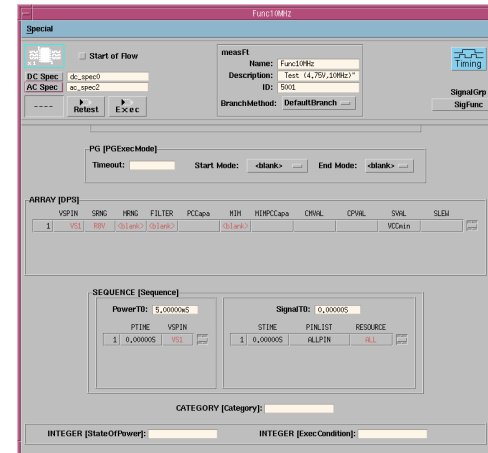 Func10MHz
Special
Start of Flow
DC Spec dc_spec0
AC Spec ac_spec2
---- Retest Exec
measFt
Name: Func10MHz
Description: Test (4,75V,10MHz)"
ID: 5001
BranchMethod: DefaultBranch
Timing
SignalGrp
SigFunc
PG [PGExecMode]
Timeout: Start Mode: <blank> End Mode: <blank>
ARRAY [DPS]
VSPIN SRNG MRNG FILTER PCCapa MIM MIMPCCapa CMVAL CPVAL SVAL SLEW
1 VS1 R8V <blank> <blank> <blank> VCCmin
SEQUENCE [Sequence]
PowerT0: 5,00000mS SignalT0: 0,00000S
PTIME VSPIN STIME PINLIST RESOURCE
1 0,00000S VS1 1 0,00000S ALLPIN ALL
CATEGORY [Category]:
INTEGER [StateOfPower]: INTEGER [ExecCondition]: